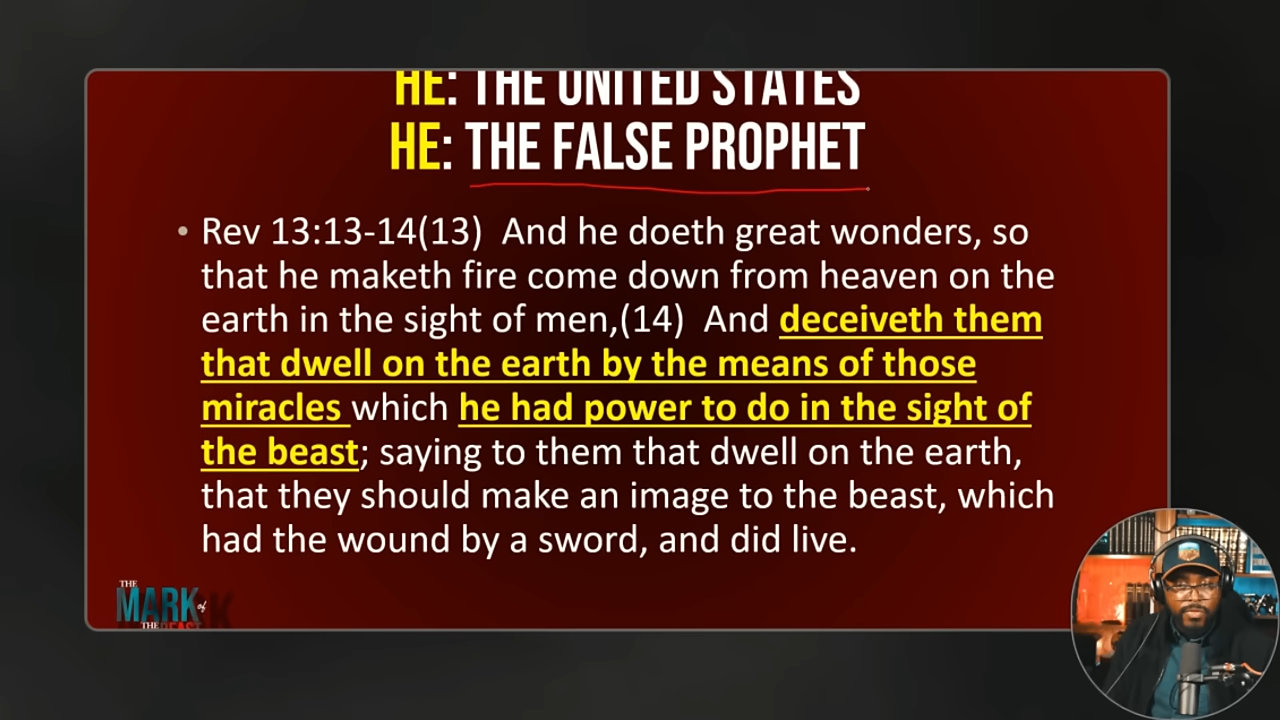 HE: THE UNITED STATES
HE: THE FALSE PROPHET
• Rev 13:13-14(13) And he doeth great wonders, so
that he maketh fire come down from heaven on the
earth in the sight of men,(14) And deceiveth them
that dwell on the earth by the means of those
miracles which he had power to do in the sight of
the beast; saying to them that dwell on the earth,
that they should make an image to the beast, which
had the wound by a sword, and did live.
THE
MARK of
THE BEAST